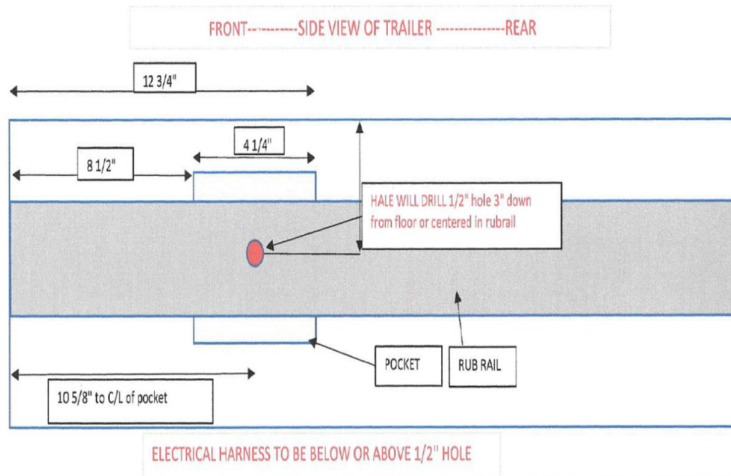 FRONT-----------SIDE VIEW OF TRAILER ---------------REAR
12 3/4"
4 1/4"
8 1/2"
HALE WILL DRILL 1/2" hole 3" down
from floor or centered in rubrail
POCKET
RUB RAIL
10 5/8" to C/L of pocket
ELECTRICAL HARNESS TO BE BELOW OR ABOVE 1/2" HOLE